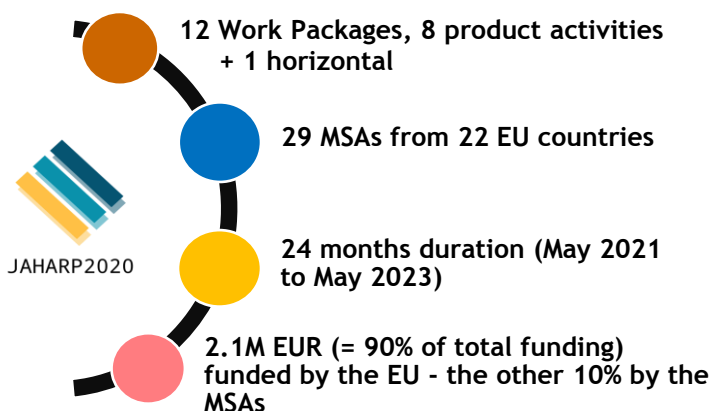 12 Work Packages, 8 product activities
+ 1 horizontal
29 MSAs from 22 EU countries
JAHARP2020
24 months duration (May 2021
to May 2023)
2.1M EUR (= 90% of total funding)
funded by the EU - the other 10% by the
MSAs